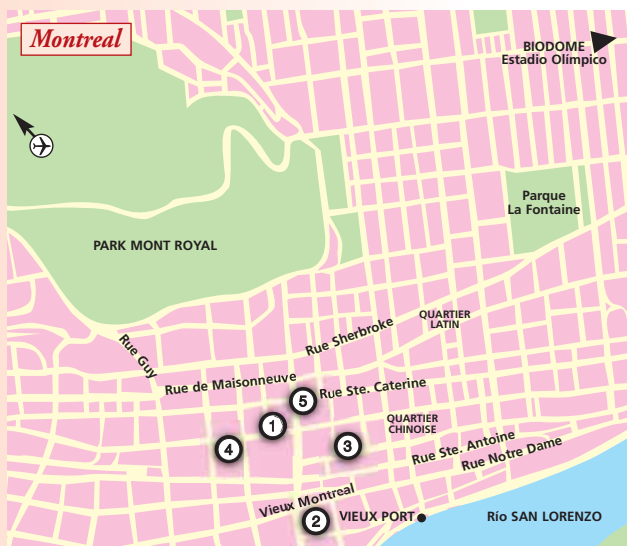 Montreal
BIODOME
Estadio Olímpico
Parque
La Fontaine
PARK MONT ROYAL
QUARTIER
LATIN
Rue Sherbroke
Rue Guy
Rue de Maisonneuve
Rue Ste. Caterine
5
1
QUARTIER
CHINOISE
4
3
Rue Ste. Antoine
Rue Notre Dame
Vieux Montreal
2
VIEUX PORT
Río SAN LORENZO